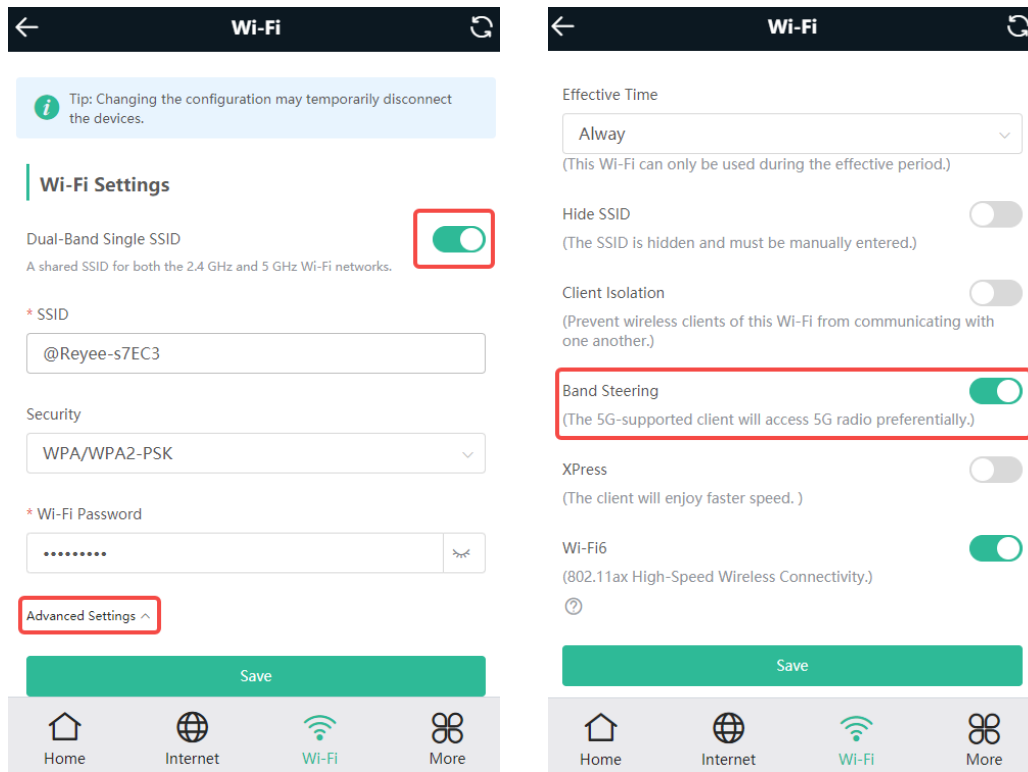 Wi-Fi
Tip: Changing the configuration may temporarily disconnect
the devices.
Wi-Fi Settings
Dual-Band Single SSID
A shared SSID for both the 2.4 GHz and 5 GHz Wi-Fi networks.
* SSID
@Reyee-s7EC3
Security
WPA/WPA2-PSK
* Wi-Fi Password
•••••••••
Advanced Settings
Save
Home
Internet
Wi-Fi
More
Wi-Fi
Effective Time
Alway
(This Wi-Fi can only be used during the effective period.)
Hide SSID
(The SSID is hidden and must be manually entered.)
Client Isolation
(Prevent wireless clients of this Wi-Fi from communicating with
one another.)
Band Steering
(The 5G-supported client will access 5G radio preferentially.)
XPress
(The client will enjoy faster speed. )
Wi-Fi6
(802.11ax High-Speed Wireless Connectivity.)
Save
Home
Internet
Wi-Fi
More